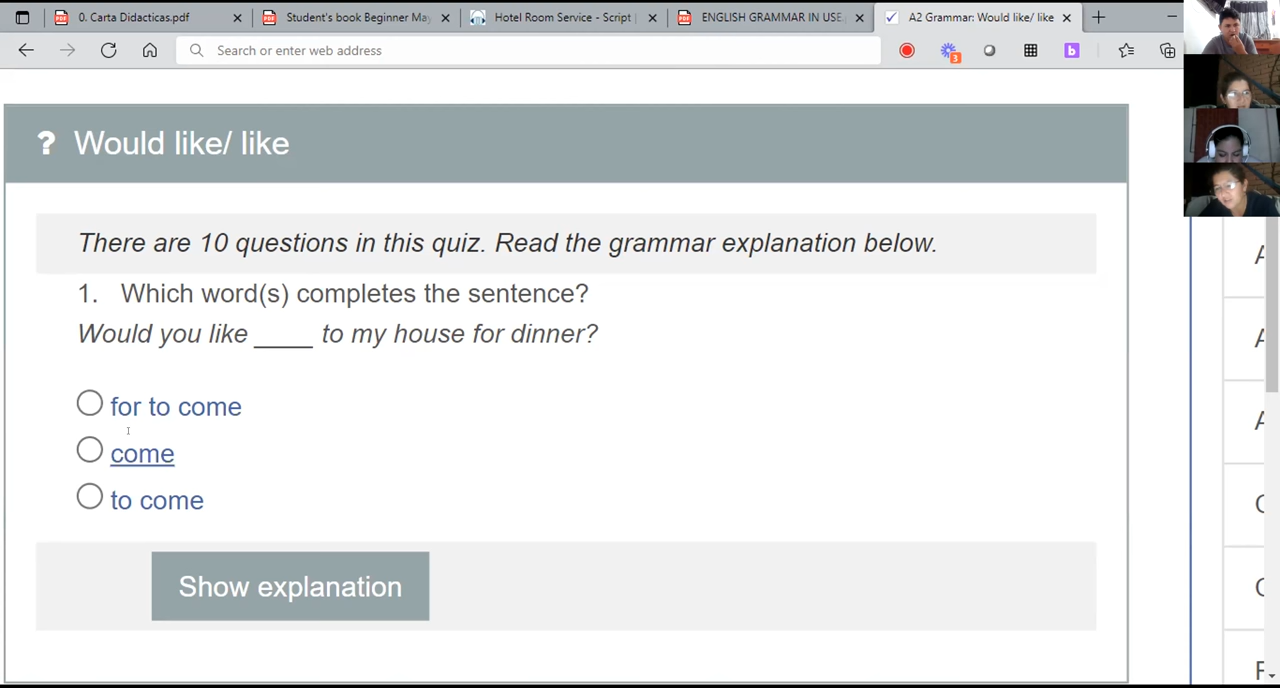 0. Carta Didacticas.pdf
Student's book Beginner May
Hotel Room Service - Script
ENGLISH GRAMMAR IN USE.
A2 Grammar: Would like/ like
Search or enter web address
3
b
? Would like/ like
There are 10 questions in this quiz. Read the grammar explanation below.
1. Which word(s) completes the sentence?
Would you like ____ to my house for dinner?
for to come
come
to come
Show explanation